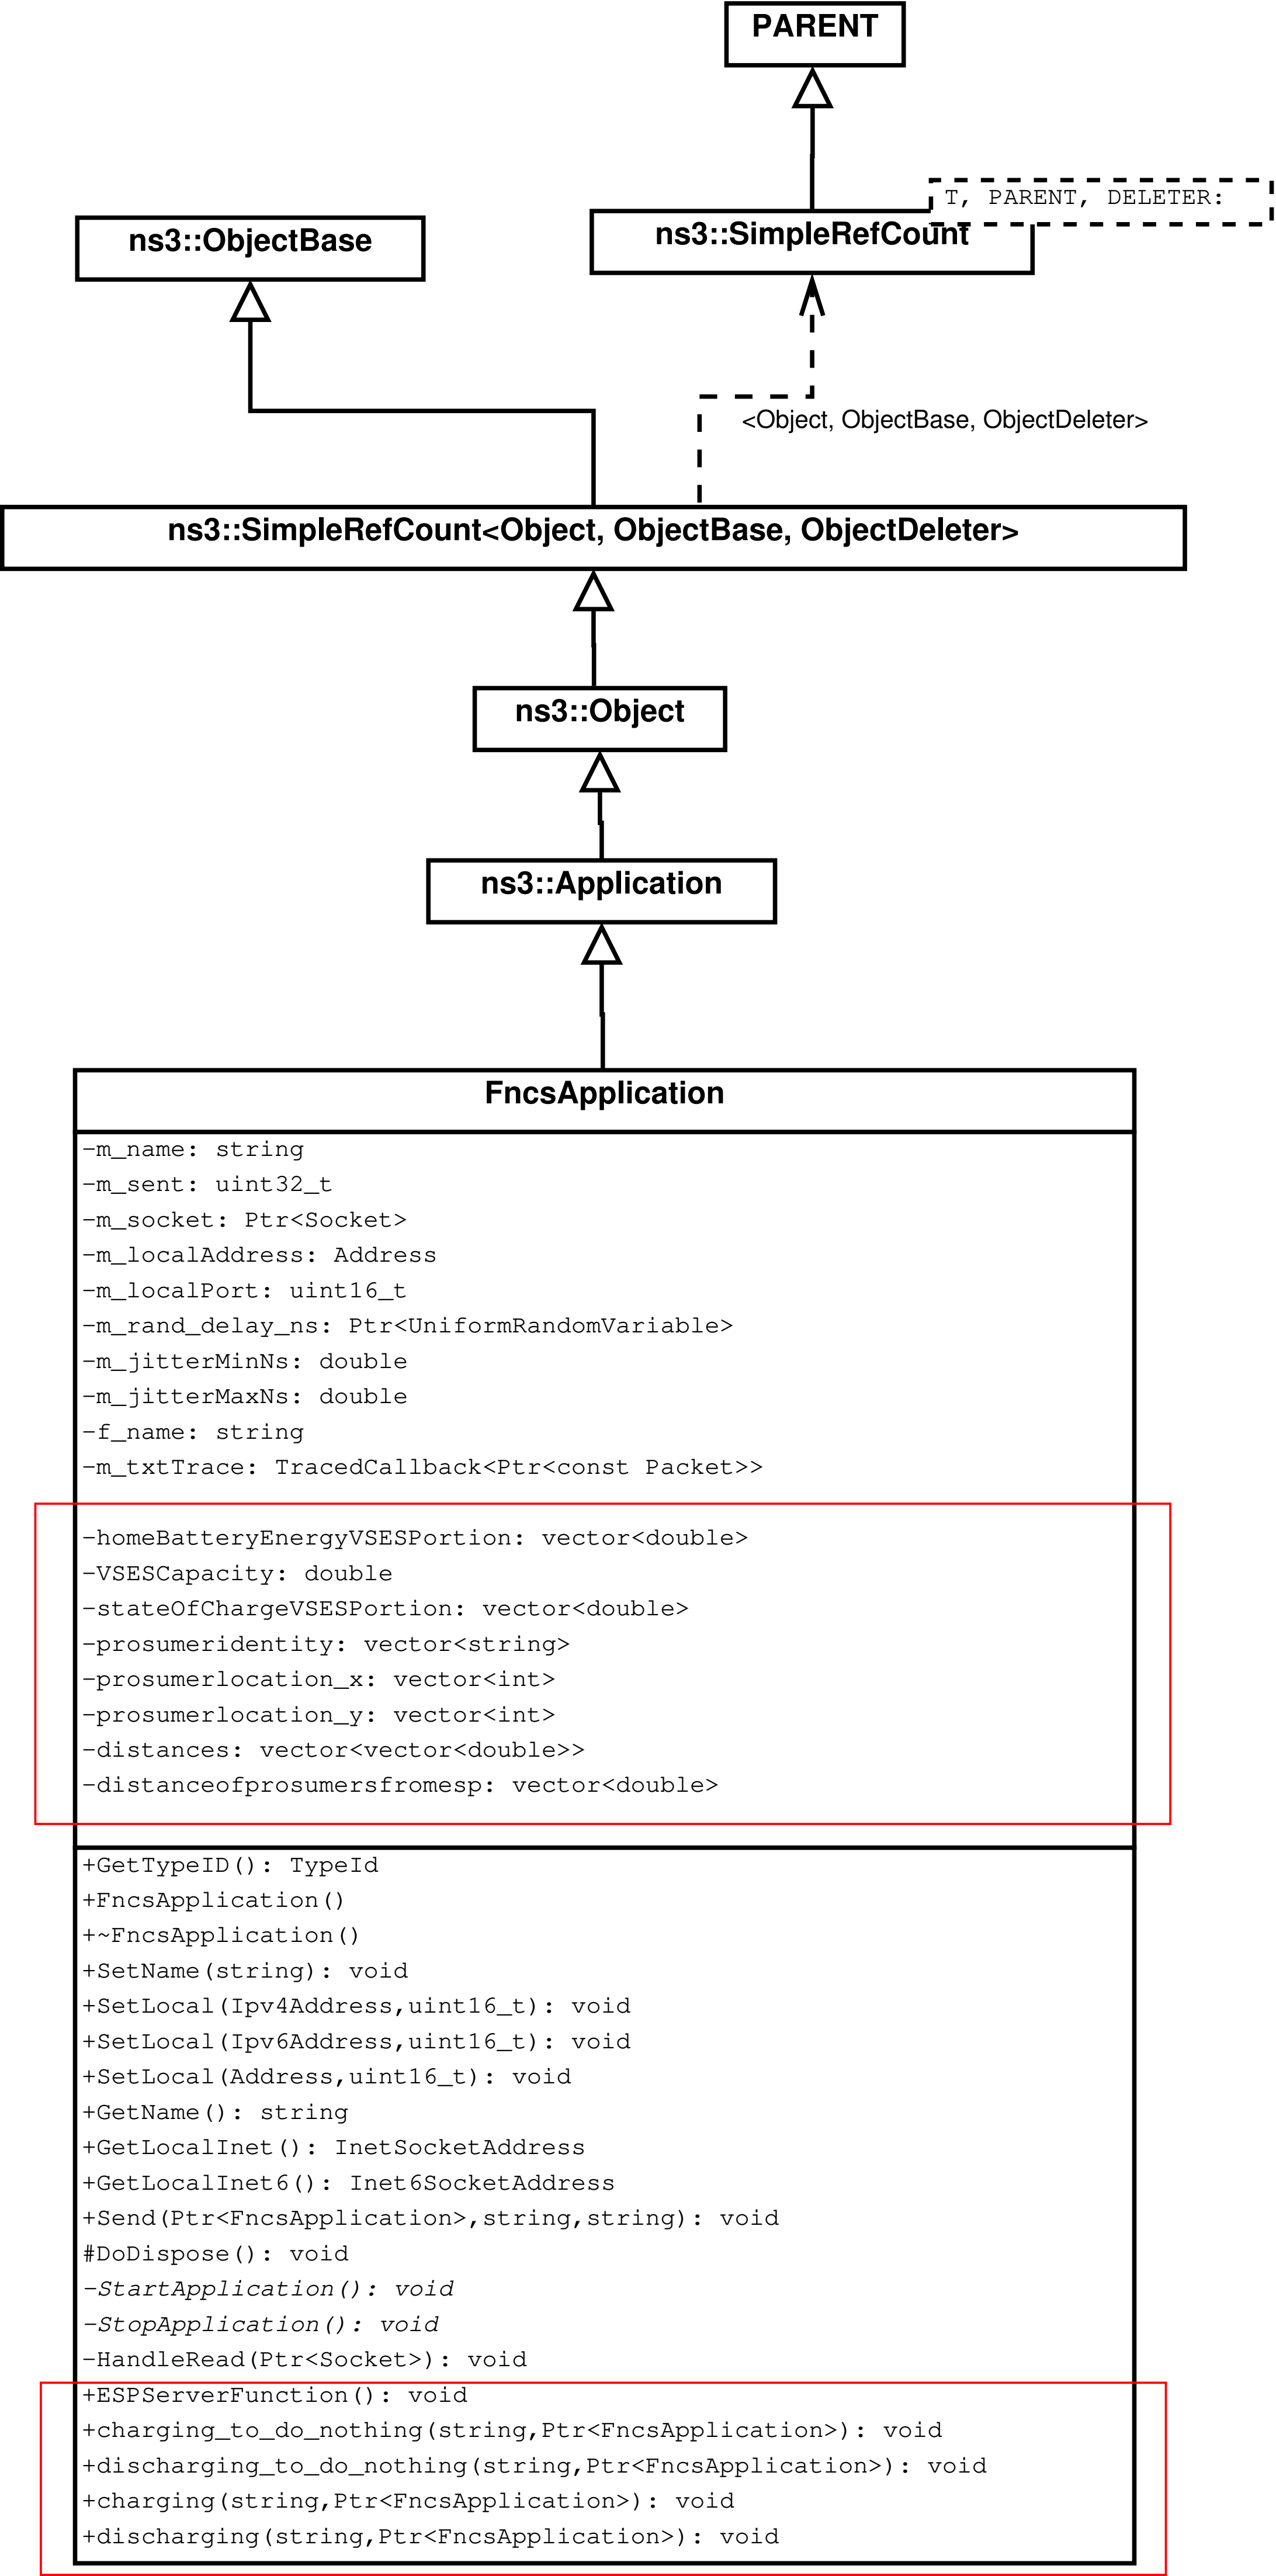 PARENT
T, PARENT, DELETER:
ns3::ObjectBase
ns3::SimpleRefCount
<Object, ObjectBase, ObjectDeleter>
ns3::SimpleRefCount<Object, ObjectBase, ObjectDeleter>
ns3::Object
ns3::Application
FncsApplication
-m_name: string
-m_sent: uint32_t
-m_socket: Ptr<Socket>
-m_localAddress: Address
-m_localPort: uint16_t
-m_rand_delay_ns: Ptr<UniformRandomVariable>
-m_jitterMinNs: double
-m_jitterMaxNs: double
-f_name: string
-m_txtTrace: TracedCallback<Ptr<const Packet>>
-homeBatteryEnergyVSESPortion: vector<double>
-VSESCapacity: double
-stateOfChargeVSESPortion: vector<double>
-prosumeridentity: vector<string>
-prosumerlocation_x: vector<int>
-prosumerlocation_y: vector<int>
-distances: vector<vector<double>>
-distanceofprosumersfromesp: vector<double>
+GetTypeID(): TypeId
+FncsApplication()
+~FncsApplication()
+SetName(string): void
+SetLocal(Ipv4Address,uint16_t): void
+SetLocal(Ipv6Address,uint16_t): void
+SetLocal(Address,uint16_t): void
+GetName(): string
+GetLocalInet(): InetSocketAddress
+GetLocalInet6(): Inet6SocketAddress
+Send(Ptr<FncsApplication>,string,string): void
#DoDispose(): void
-StartApplication(): void
-StopApplication(): void
-HandleRead(Ptr<Socket>): void
+ESPServerFunction(): void
+charging_to_do_nothing(string,Ptr<FncsApplication>): void
+discharging_to_do_nothing(string,Ptr<FncsApplication>): void
+charging(string,Ptr<FncsApplication>): void
+discharging(string,Ptr<FncsApplication>): void